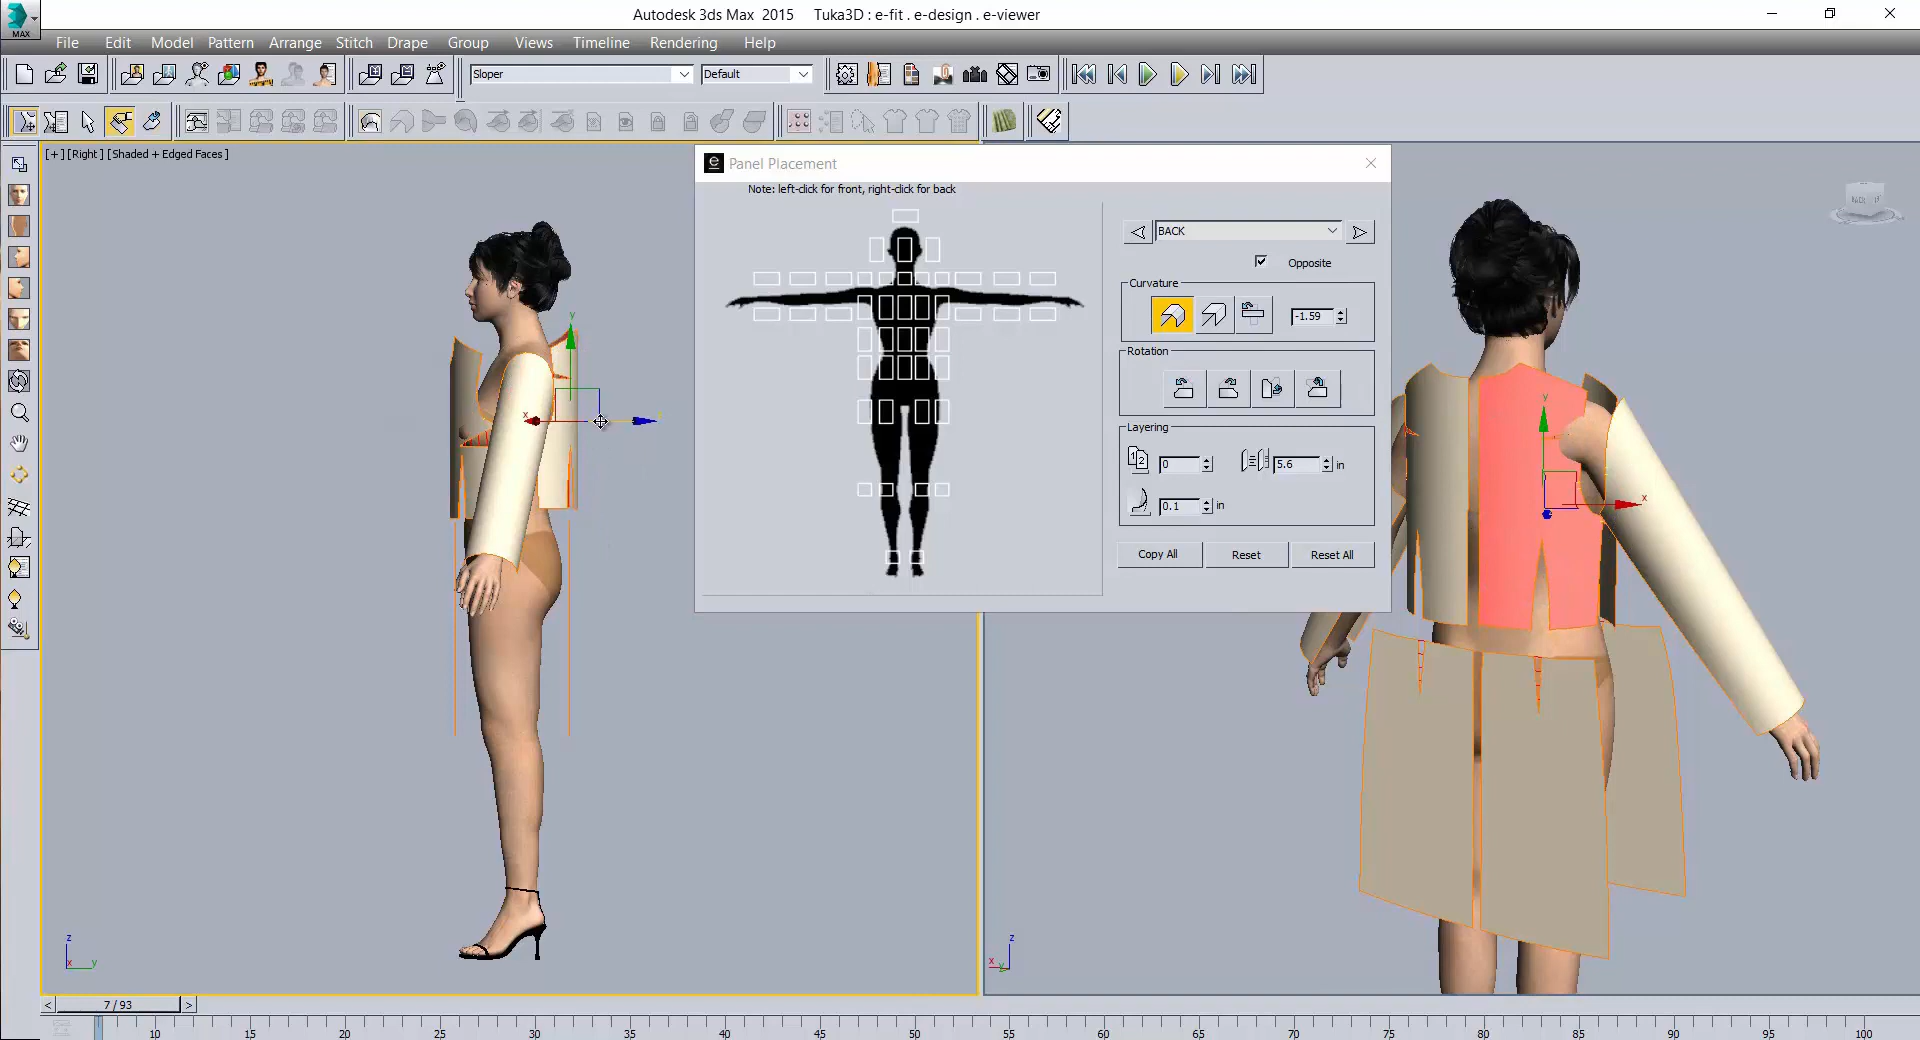 Autodesk 3ds Max 2015 Tuka3D : e-fit . e-design . e-viewer
MAX
File Edit Model Pattern Arrange Stitch Drape Group Views Timeline Rendering Help
Sloper Default
[+] [Right ] [Shaded + Edged Faces ]
e Panel Placement
Note: left-click for front, right-click for back
BACK
Opposite
Curvature
-1.59
Rotation
Layering
0 5.6 in
0.1 in
Copy All Reset Reset All
y
x
BACK
y
x
z
x y
z
x y
< 7 / 93 >
10 15 20 25 30 35 40 45 50 55 60 65 70 75 80 85 90 95 100